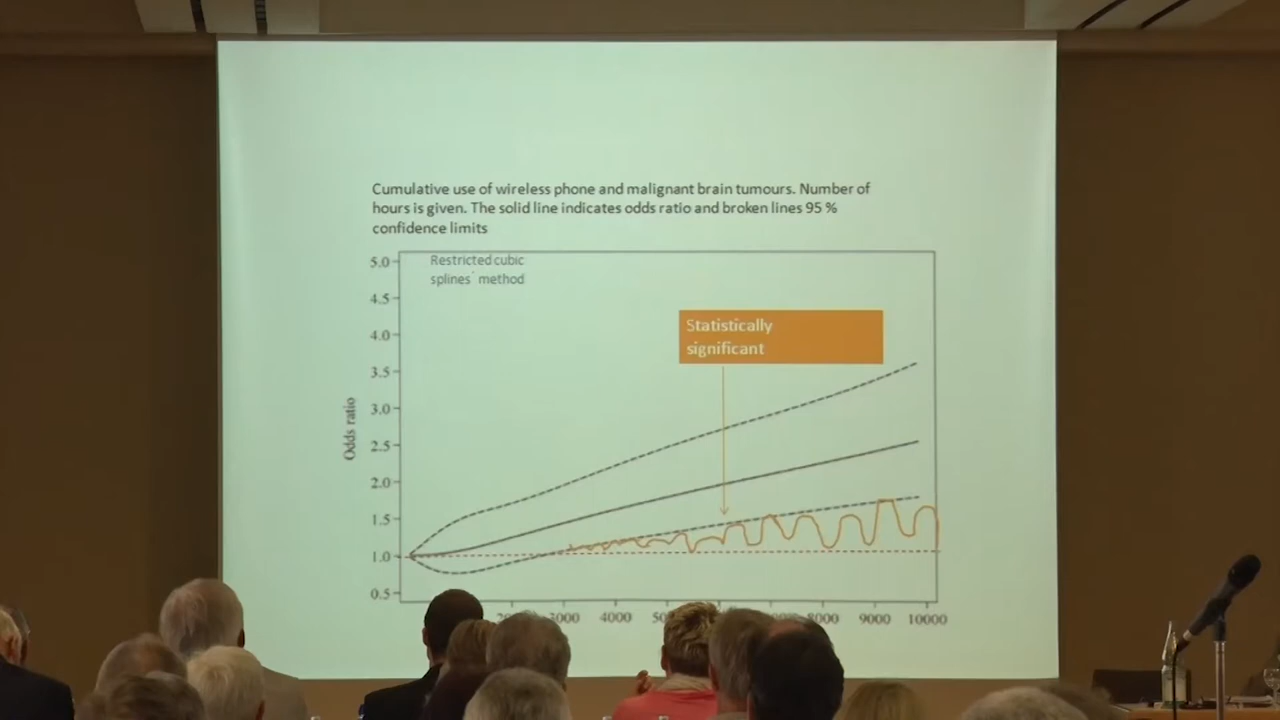 Cumulative use of wireless phone and malignant brain tumours. Number of
hours is given. The solid line indicates odds ratio and broken lines 95 %
confidence limits
Restricted cubic
splines´ method
5.0
4.5
4.0
3.5
3.0
2.5
2.0
1.5
1.0
0.5
Odds ratio
Statistically
significant
3000 4000 8000 9000 10000